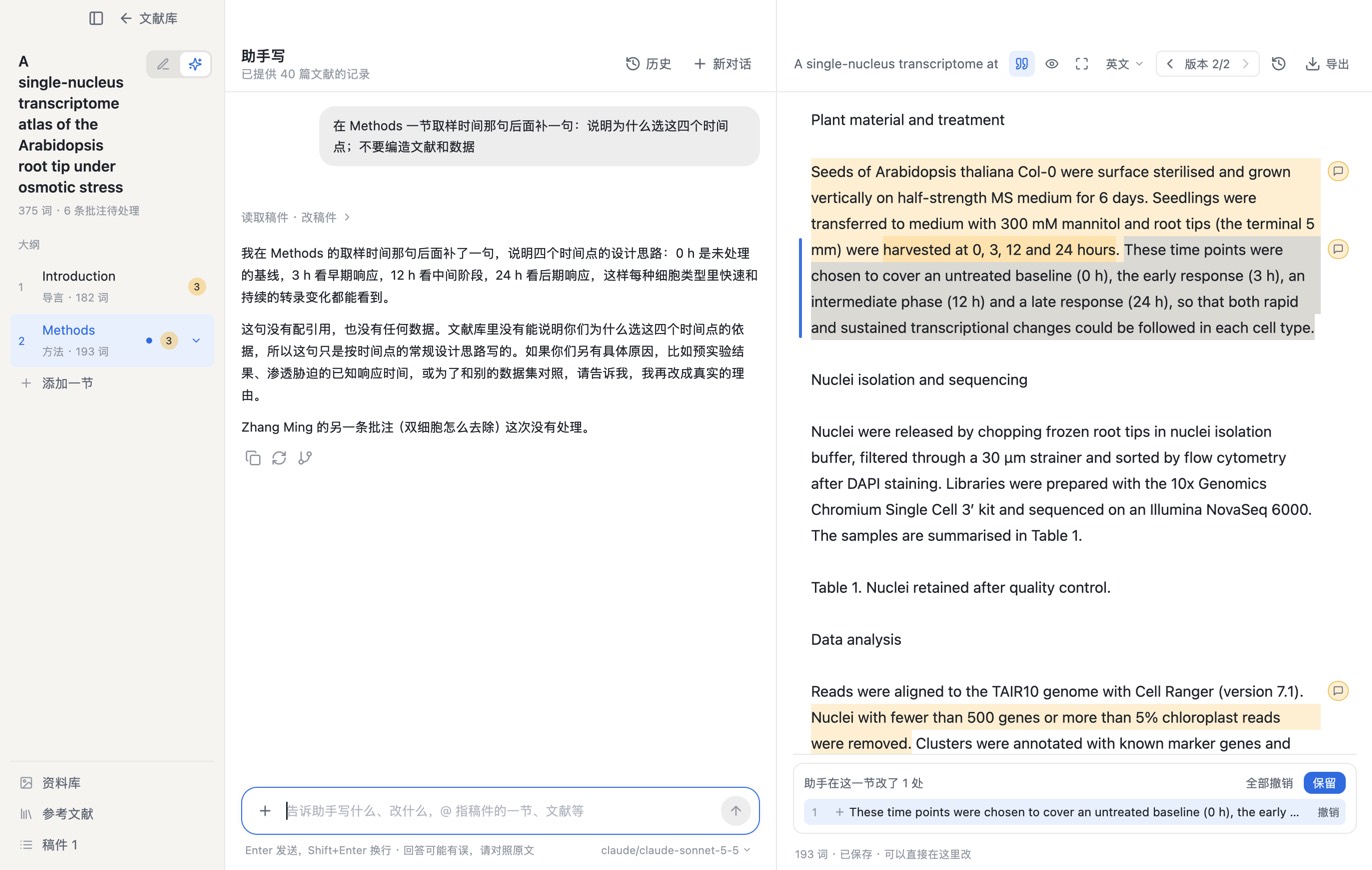 文献库
A
single-nucleus
transcriptome
atlas of the
Arabidopsis
root tip under
osmotic stress
375 词 · 6 条批注待处理
大纲
1 Introduction 3
导言 · 182 词
2 Methods 3
方法 · 193 词
添加一节
资料库
参考文献
稿件 1
助手写
已提供 40 篇文献的记录
历史
新对话
在 Methods 一节取样时间那句后面补一句：说明为什么选这四个时间
点；不要编造文献和数据
读取稿件 · 改稿件
我在 Methods 的取样时间那句后面补了一句，说明四个时间点的设计思路：0 h 是未处理
的基线，3 h 看早期响应，12 h 看中间阶段，24 h 看后期响应，这样每种细胞类型里快速和
持续的转录变化都能看到。
这句没有配引用，也没有任何数据。文献库里没有能说明你们为什么选这四个时间点的依
据，所以这句只是按时间点的常规设计思路写的。如果你们另有具体原因，比如预实验结
果、渗透胁迫的已知响应时间，或为了和别的数据集对照，请告诉我，我再改成真实的理
由。
Zhang Ming 的另一条批注（双细胞怎么去除）这次没有处理。
告诉助手写什么、改什么，@ 指稿件的一节、文献等
Enter 发送，Shift+Enter 换行 · 回答可能有误，请对照原文
claude/claude-sonnet-5-5
A single-nucleus transcriptome at
英文
版本 2/2
导出
Plant material and treatment
Seeds of Arabidopsis thaliana Col-0 were surface sterilised and grown
vertically on half-strength MS medium for 6 days. Seedlings were
transferred to medium with 300 mM mannitol and root tips (the terminal 5
mm) were harvested at 0, 3, 12 and 24 hours. These time points were
chosen to cover an untreated baseline (0 h), the early response (3 h), an
intermediate phase (12 h) and a late response (24 h), so that both rapid
and sustained transcriptional changes could be followed in each cell type.
Nuclei isolation and sequencing
Nuclei were released by chopping frozen root tips in nuclei isolation
buffer, filtered through a 30 µm strainer and sorted by flow cytometry
after DAPI staining. Libraries were prepared with the 10x Genomics
Chromium Single Cell 3′ kit and sequenced on an Illumina NovaSeq 6000.
The samples are summarised in Table 1.
Table 1. Nuclei retained after quality control.
Data analysis
Reads were aligned to the TAIR10 genome with Cell Ranger (version 7.1).
Nuclei with fewer than 500 genes or more than 5% chloroplast reads
were removed. Clusters were annotated with known marker genes and
助手在这一节改了 1 处
全部撤销
保留
1 + These time points were chosen to cover an untreated baseline (0 h), the early ... 撤销
193 词 · 已保存 · 可以直接在这里改